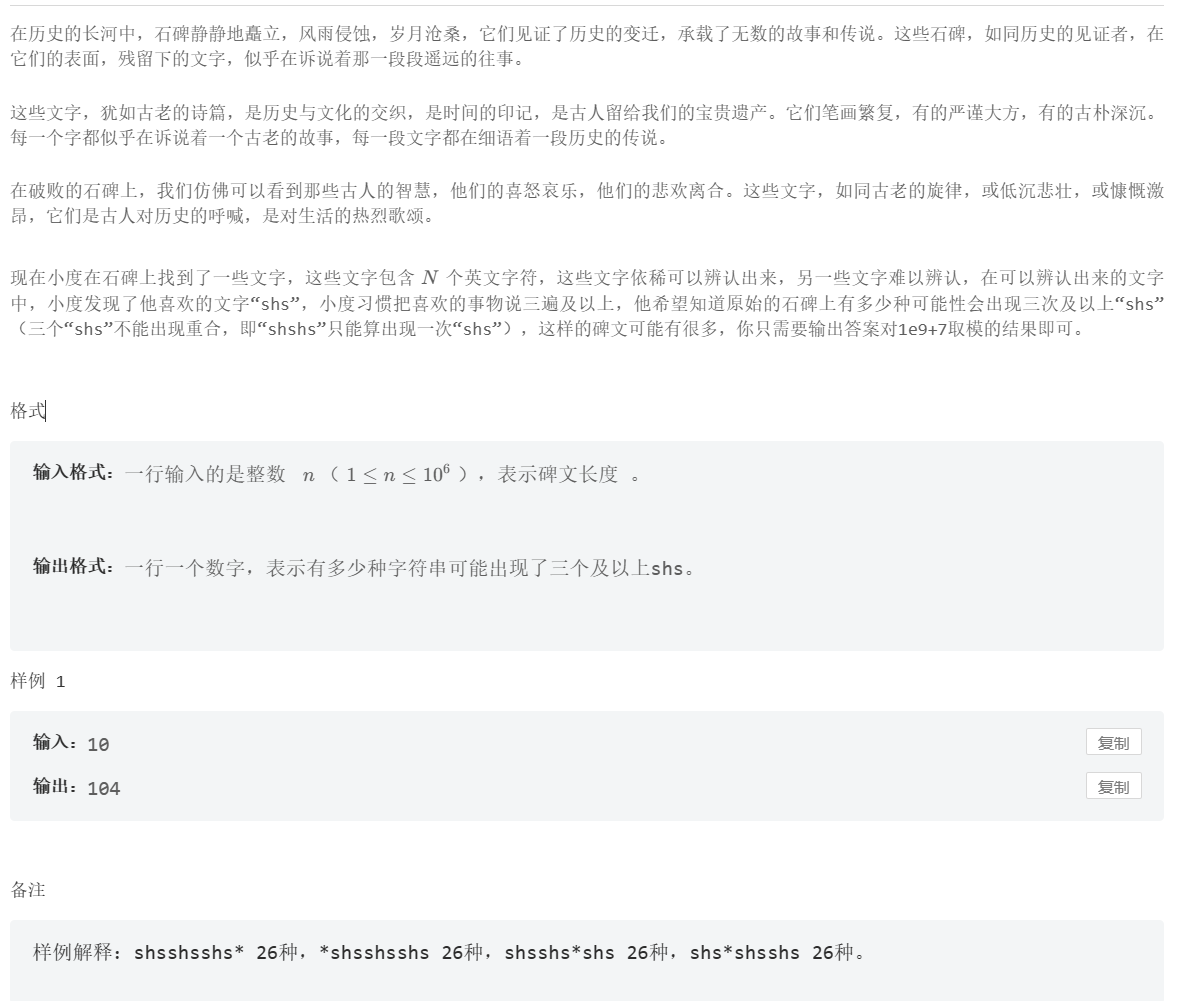 在历史的长河中，石碑静静地矗立，风雨侵蚀，岁月沧桑，它们见证了历史的变迁，承载了无数的故事和传说。这些石碑，如同历史的见证者，在
它们的表面，残留下的文字，似乎在诉说着那一段段遥远的往事。
这些文字，犹如古老的诗篇，是历史与文化的交织，是时间的印记，是古人留给我们的宝贵遗产。它们笔画繁复，有的严谨大方，有的古朴深沉。
每一个字都似乎在诉说着一个古老的故事，每一段文字都在细语着一段历史的传说。
在破败的石碑上，我们仿佛可以看到那些古人的智慧，他们的喜怒哀乐，他们的悲欢离合。这些文字，如同古老的旋律，或低沉悲壮，或慷慨激
昂，它们是古人对历史的呼喊，是对生活的热烈歌颂。
现在小度在石碑上找到了一些文字，这些文字包含 N 个英文字符，这些文字依稀可以辨认出来，另一些文字难以辨认，在可以辨认出来的文字
中，小度发现了他喜欢的文字“shs”，小度习惯把喜欢的事物说三遍及以上，他希望知道原始的石碑上有多少种可能性会出现三次及以上“shs”
（三个“shs”不能出现重合，即“shshs”只能算出现一次“shs”），这样的碑文可能有很多，你只需要输出答案对1e9+7取模的结果即可。
格式
输入格式：一行输入的是整数 n （ 1 ≤ n ≤ 10⁶ ），表示碑文长度 。
输出格式：一行一个数字，表示有多少种字符串可能出现了三个及以上shs。
样例 1
输入：10 复制
输出：104 复制
备注
样例解释：shsshsshs* 26种，*shsshsshs 26种，shsshs*shs 26种，shs*shsshs 26种。